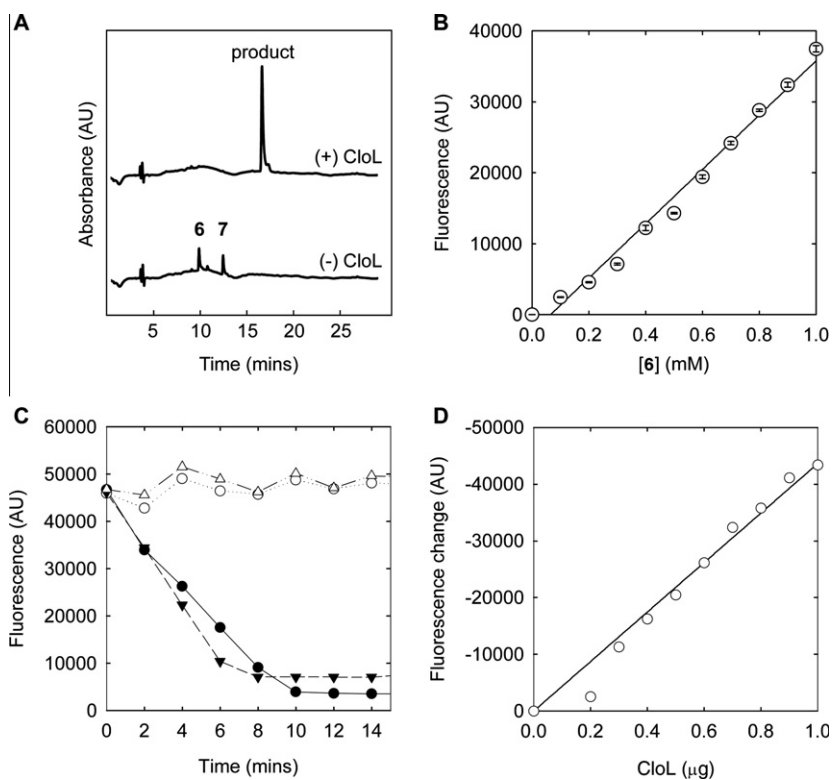 A
product
(+) CloL
6 7
(-) CloL
Absorbance (AU)
5 10 15 20 25
Time (mins)
B
40000
30000
20000
10000
0
Fluorescence (AU)
0.0 0.2 0.4 0.6 0.8 1.0
[6] (mM)
C
60000
50000
40000
30000
20000
10000
0
Fluorescence (AU)
0 2 4 6 8 10 12 14
Time (mins)
D
-50000
-40000
-30000
-20000
-10000
0
Fluorescence change (AU)
0.0 0.2 0.4 0.6 0.8 1.0
CloL (μg)